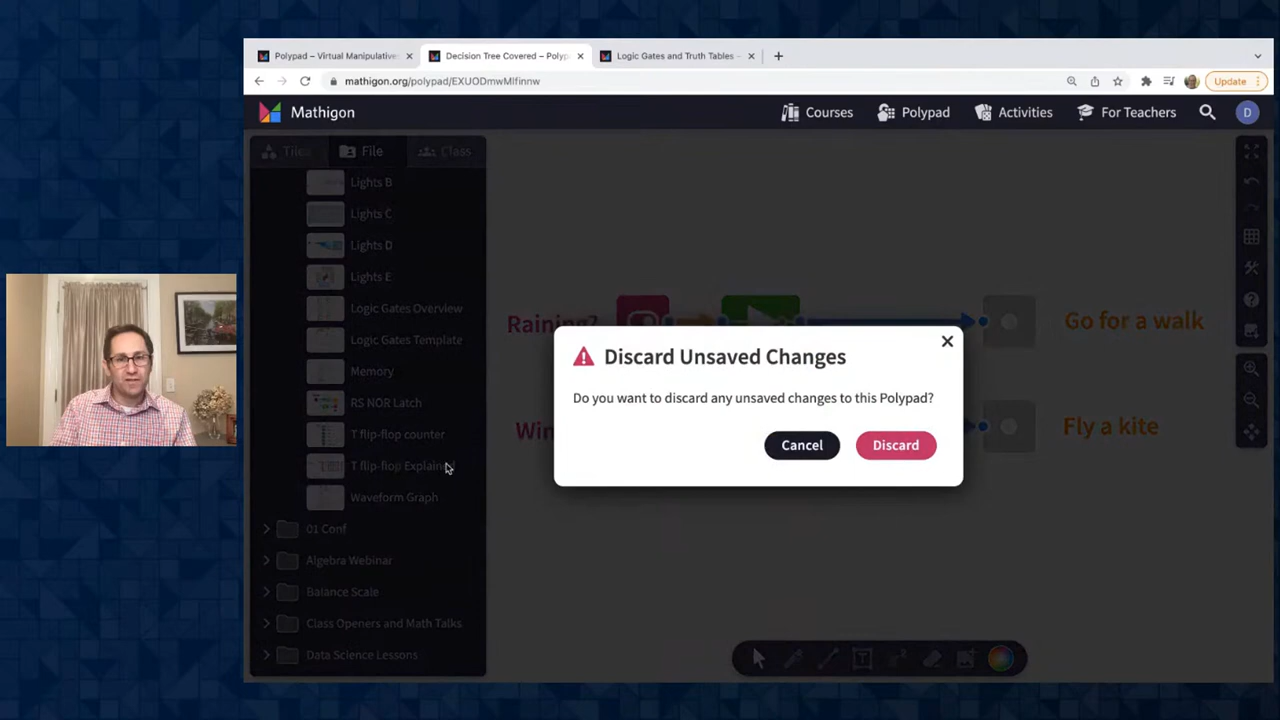 Polypad – Virtual Manipulatives
Decision Tree Covered – Polyp
Logic Gates and Truth Tables –
mathigon.org/polypad/EXUODmwMlfinnw
Update
Mathigon
Courses
Polypad
Activities
For Teachers
D
Tiles
File
Class
Lights B
Lights C
Lights D
Lights E
Logic Gates Overview
Logic Gates Template
Memory
RS NOR Latch
T flip-flop counter
T flip-flop Explained
Waveform Graph
01 Conf
Algebra Webinar
Balance Scale
Class Openers and Math Talks
Data Science Lessons
Raining?
Go for a walk
Win
Fly a kite
Discard Unsaved Changes
Do you want to discard any unsaved changes to this Polypad?
Cancel
Discard